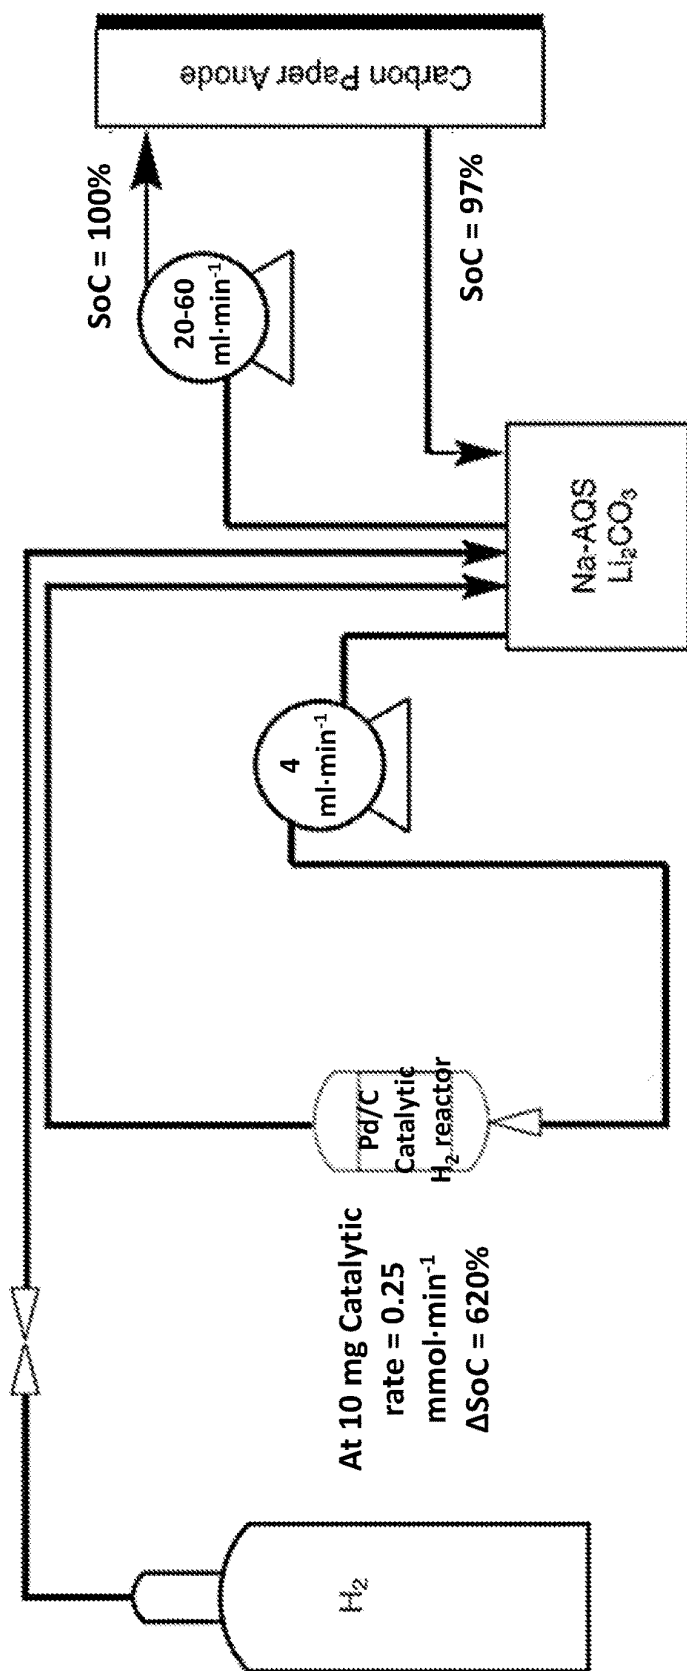 H₂
At 10 mg Catalytic
rate = 0.25
mmol·min⁻¹
ΔSoC = 620%
Pd/C
Catalytic
H₂ reactor
4
ml·min⁻¹
20-60
ml·min⁻¹
Na-AQS
Li₂CO₃
SoC = 100%
SoC = 97%
Carbon Paper Anode